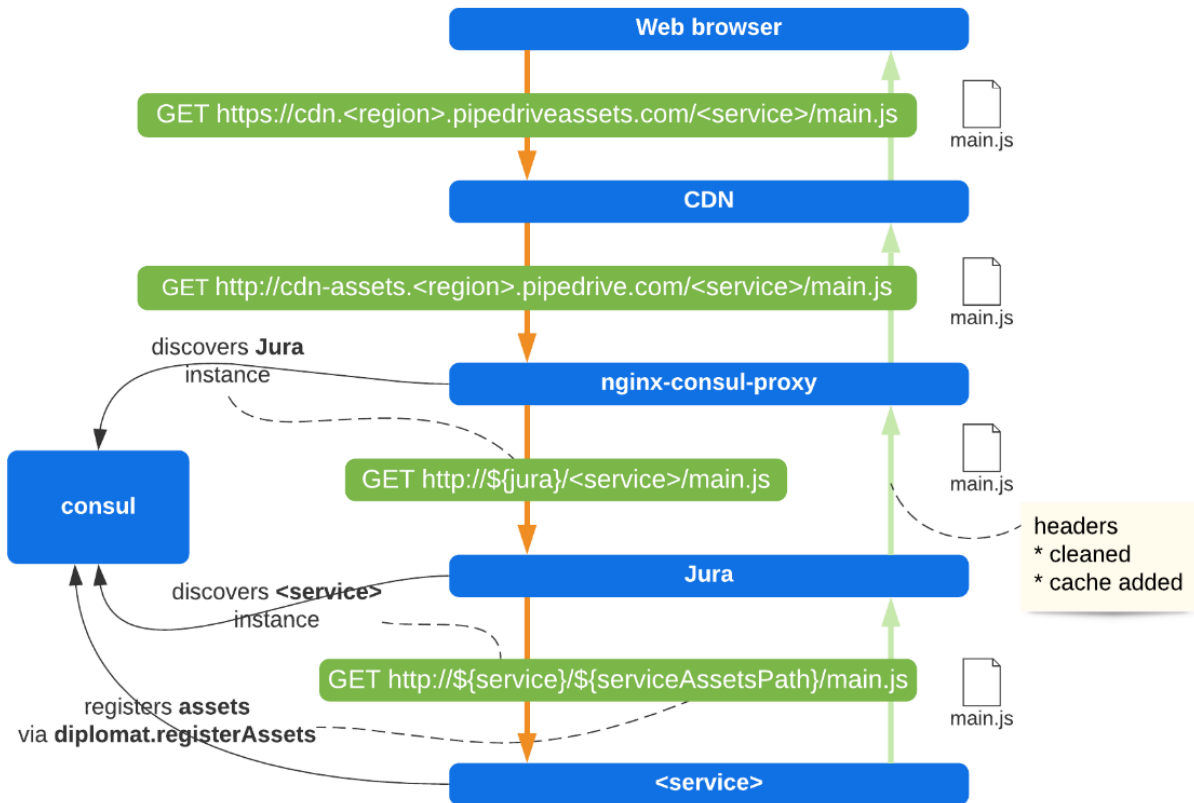 Web browser
GET https://cdn.<region>.pipedriveassets.com/<service>/main.js
main.js
CDN
GET http://cdn-assets.<region>.pipedrive.com/<service>/main.js
main.js
discovers Jura
instance
nginx-consul-proxy
GET http://${jura}/<service>/main.js
main.js
consul
headers
* cleaned
* cache added
Jura
discovers <service>
instance
GET http://${service}/${serviceAssetsPath}/main.js
main.js
registers assets
via diplomat.registerAssets
<service>